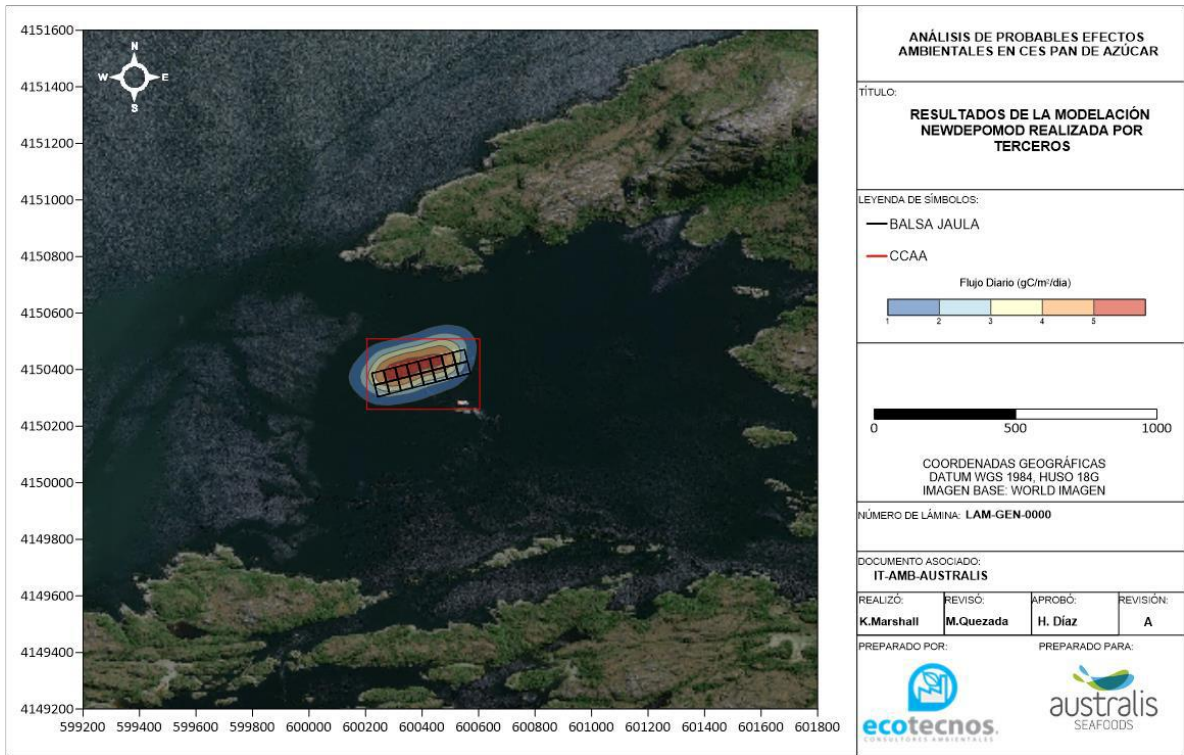 4151600
4151400
4151200
4151000
4150800
4150600
4150400
4150200
4150000
4149800
4149600
4149400
4149200
599200 599400 599600 599800 600000 600200 600400 600600 600800 601000 601200 601400 601600 601800
N
W E
S
ANÁLISIS DE PROBABLES EFECTOS
AMBIENTALES EN CES PAN DE AZÚCAR
TÍTULO:
RESULTADOS DE LA MODELACIÓN
NEWDEPOMOD REALIZADA POR
TERCEROS
LEYENDA DE SÍMBOLOS:
BALSA JAULA
CCAA
Flujo Diario (gC/m²/dia)
1 2 3 4 5
0 500 1000
COORDENADAS GEOGRÁFICAS
DATUM WGS 1984, HUSO 18G
IMAGEN BASE: WORLD IMAGEN
NÚMERO DE LÁMINA: LAM-GEN-0000
DOCUMENTO ASOCIADO:
IT-AMB-AUSTRALIS
REALIZÓ: REVISÓ: APROBÓ: REVISIÓN:
K.Marshall M.Quezada H. Díaz A
PREPARADO POR: PREPARADO PARA:
ecotecnos.
CONSULTORES AMBIENTALES
australis
SEAFOODS